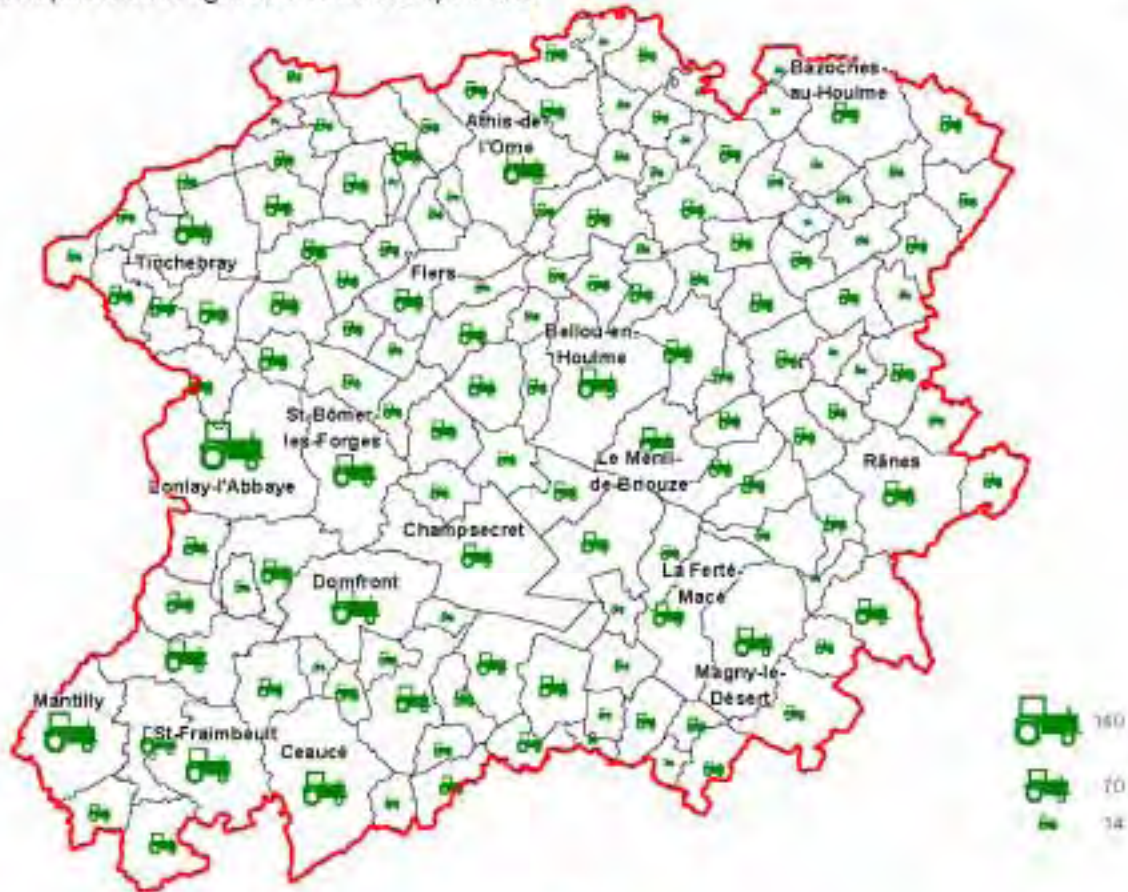 Bazoches-
au-Houlme
Athis-de-
l'Orne
Tinchebray
Flers
Bellou-en-
Houlme
St-Bômer-
les-Forges
Lonlay-l'Abbaye
Le Ménil-
de-Briouze
Rânes
Champsecret
Domfront
La Ferté-
Macé
Magny-le-
Désert
Mantilly
St-Fraimbault
Ceaucé
70
14